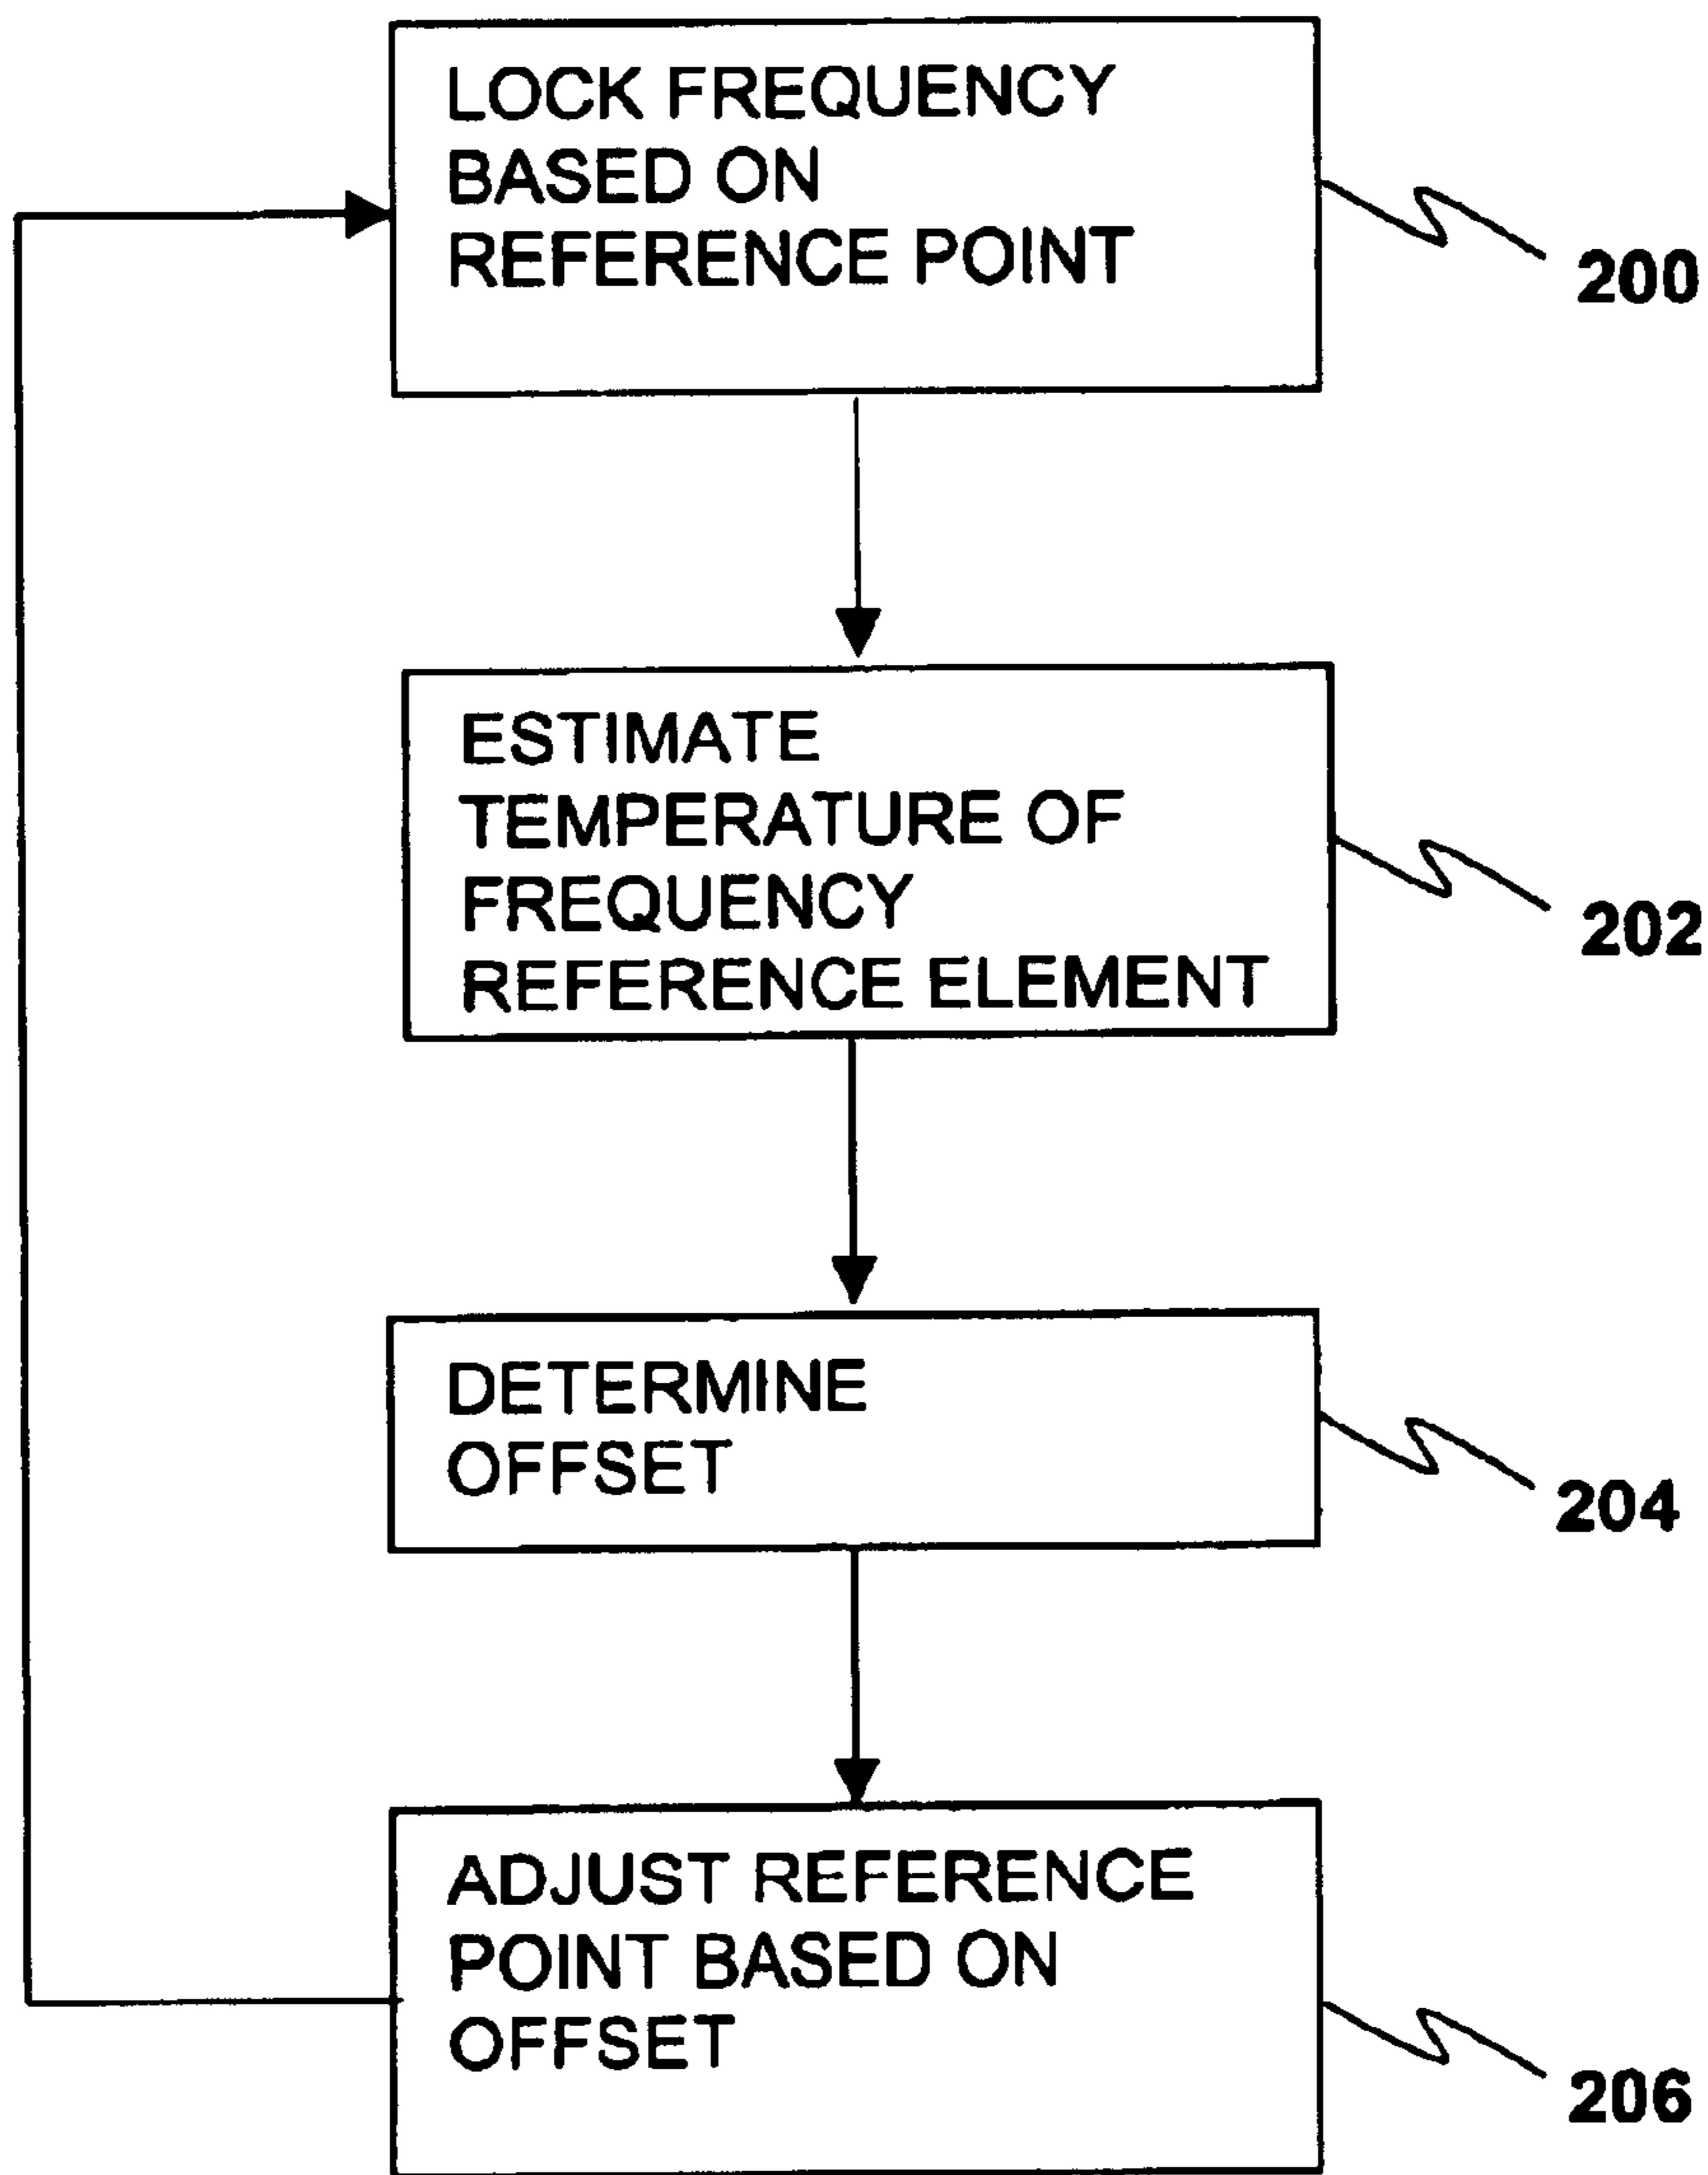 LOCK FREQUENCY
BASED ON
REFERENCE POINT
200
ESTIMATE
TEMPERATURE OF
FREQUENCY
REFERENCE ELEMENT
202
DETERMINE
OFFSET
204
ADJUST REFERENCE
POINT BASED ON
OFFSET
206